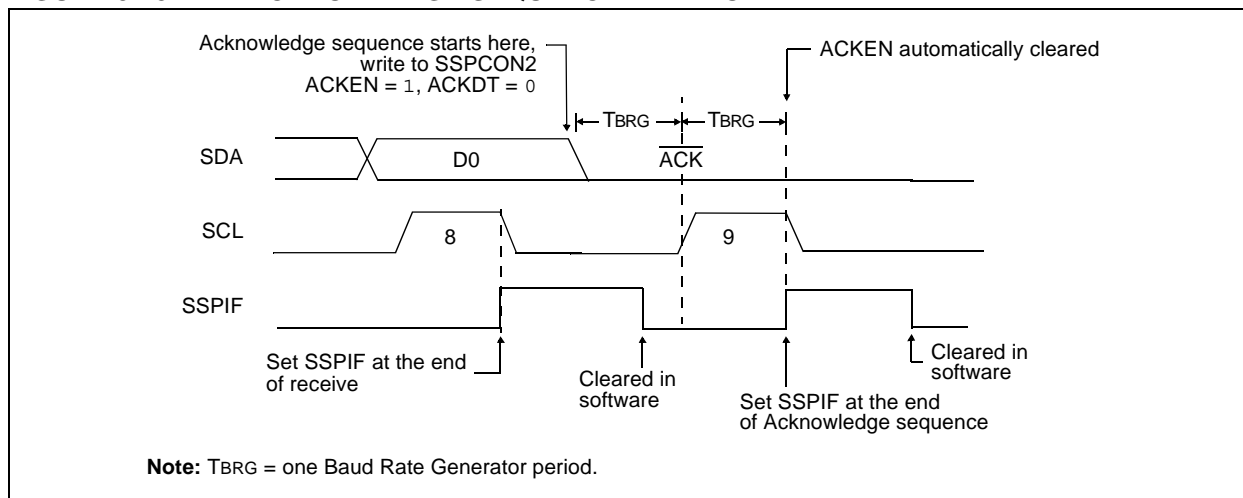 Acknowledge sequence starts here,
write to SSPCON2
ACKEN = 1, ACKDT = 0
ACKEN automatically cleared
TBRG
TBRG
SDA
D0
ACK
SCL
8
9
SSPIF
Set SSPIF at the end
of receive
Cleared in
software
Set SSPIF at the end
of Acknowledge sequence
Cleared in
software
Note: TBRG = one Baud Rate Generator period.